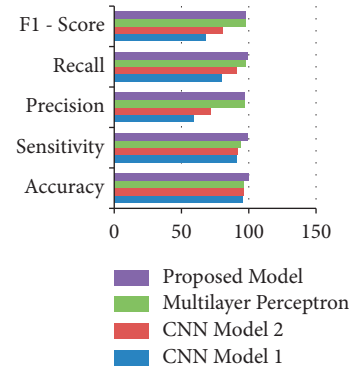 F1 - Score
Recall
Precision
Sensitivity
Accuracy
0 50 100 150
Proposed Model
Multilayer Perceptron
CNN Model 2
CNN Model 1